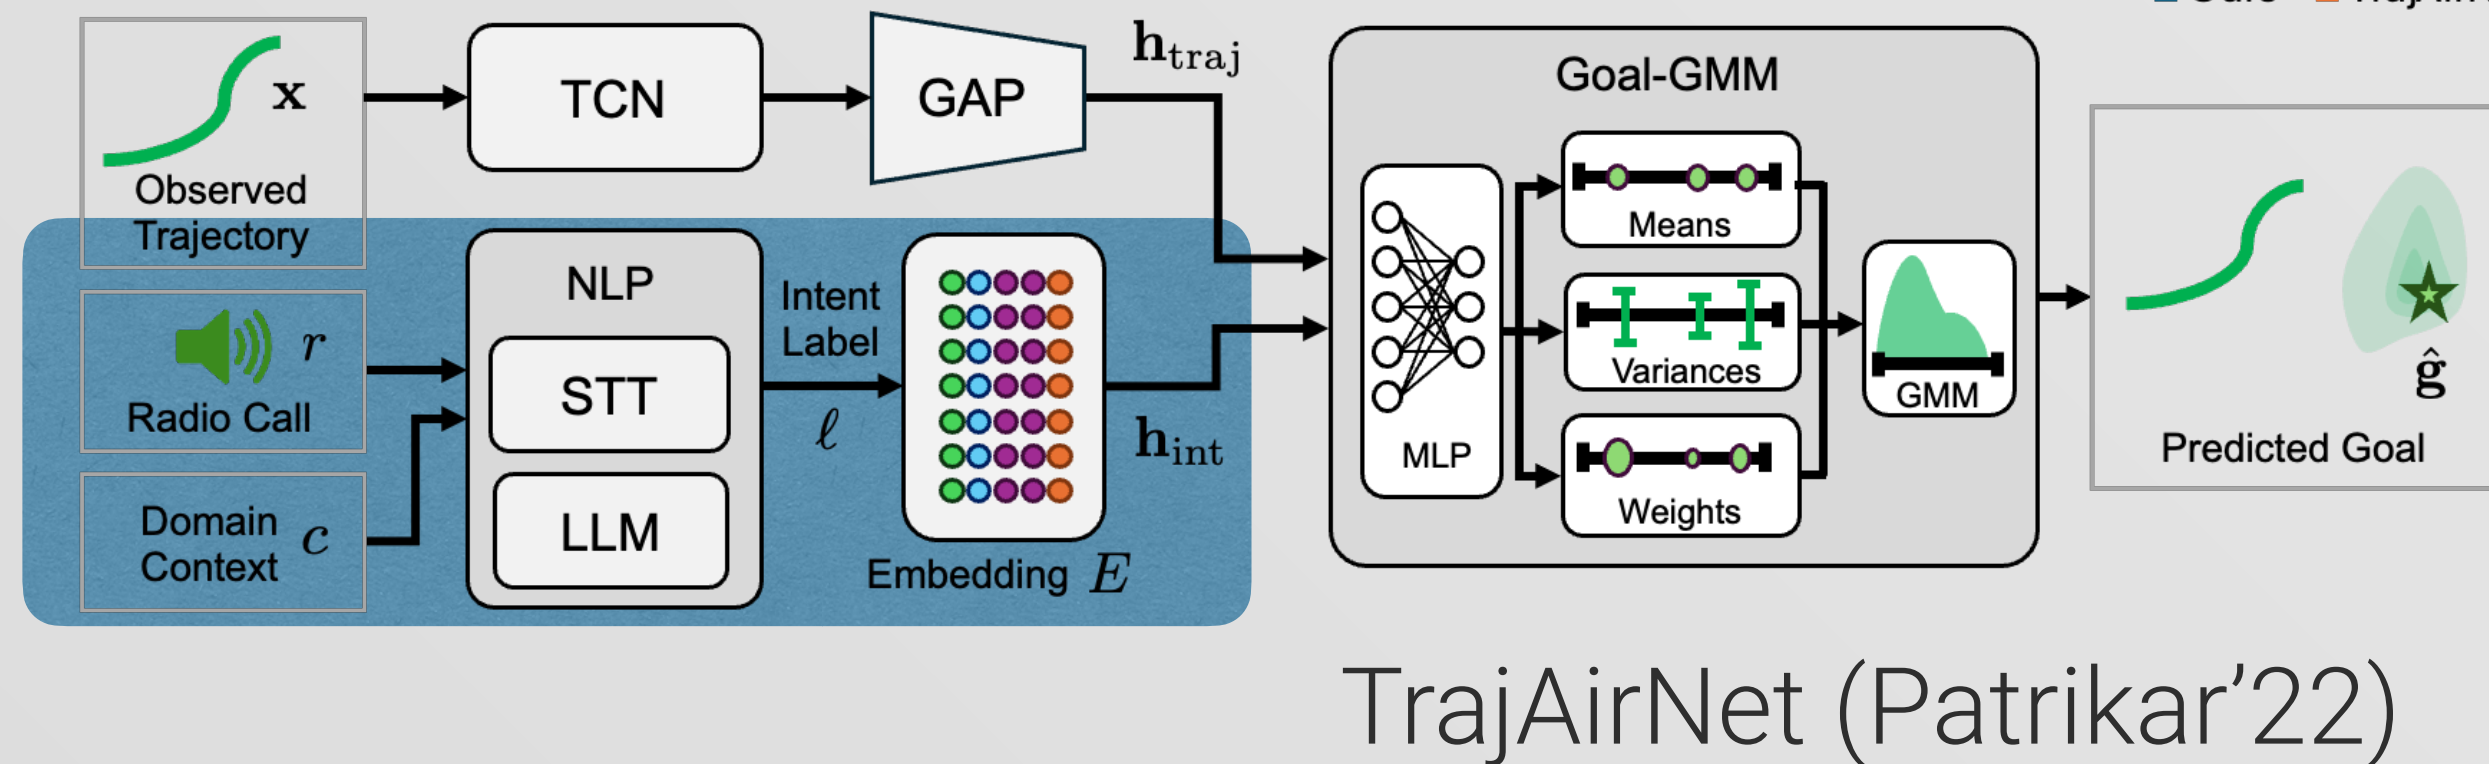 x
Observed
Trajectory
TCN
GAP
h_traj
r
Radio Call
Domain
Context c
NLP
STT
LLM
Intent
Label
ℓ
Embedding E
h_int
Goal-GMM
MLP
Means
Variances
Weights
GMM
ĝ
Predicted Goal
TrajAirNet (Patrikar’22)